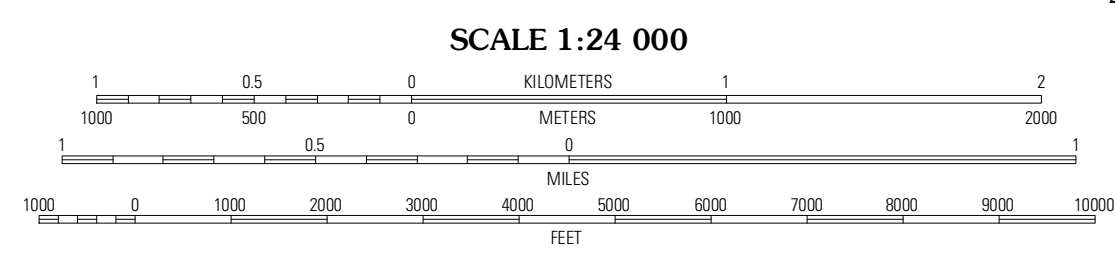 SCALE 1:24 000
1 0.5 0 KILOMETERS 1 2
1000 500 0 METERS 1000 2000
1 0.5 0 1
MILES
1000 0 1000 2000 3000 4000 5000 6000 7000 8000 9000 10000
FEET